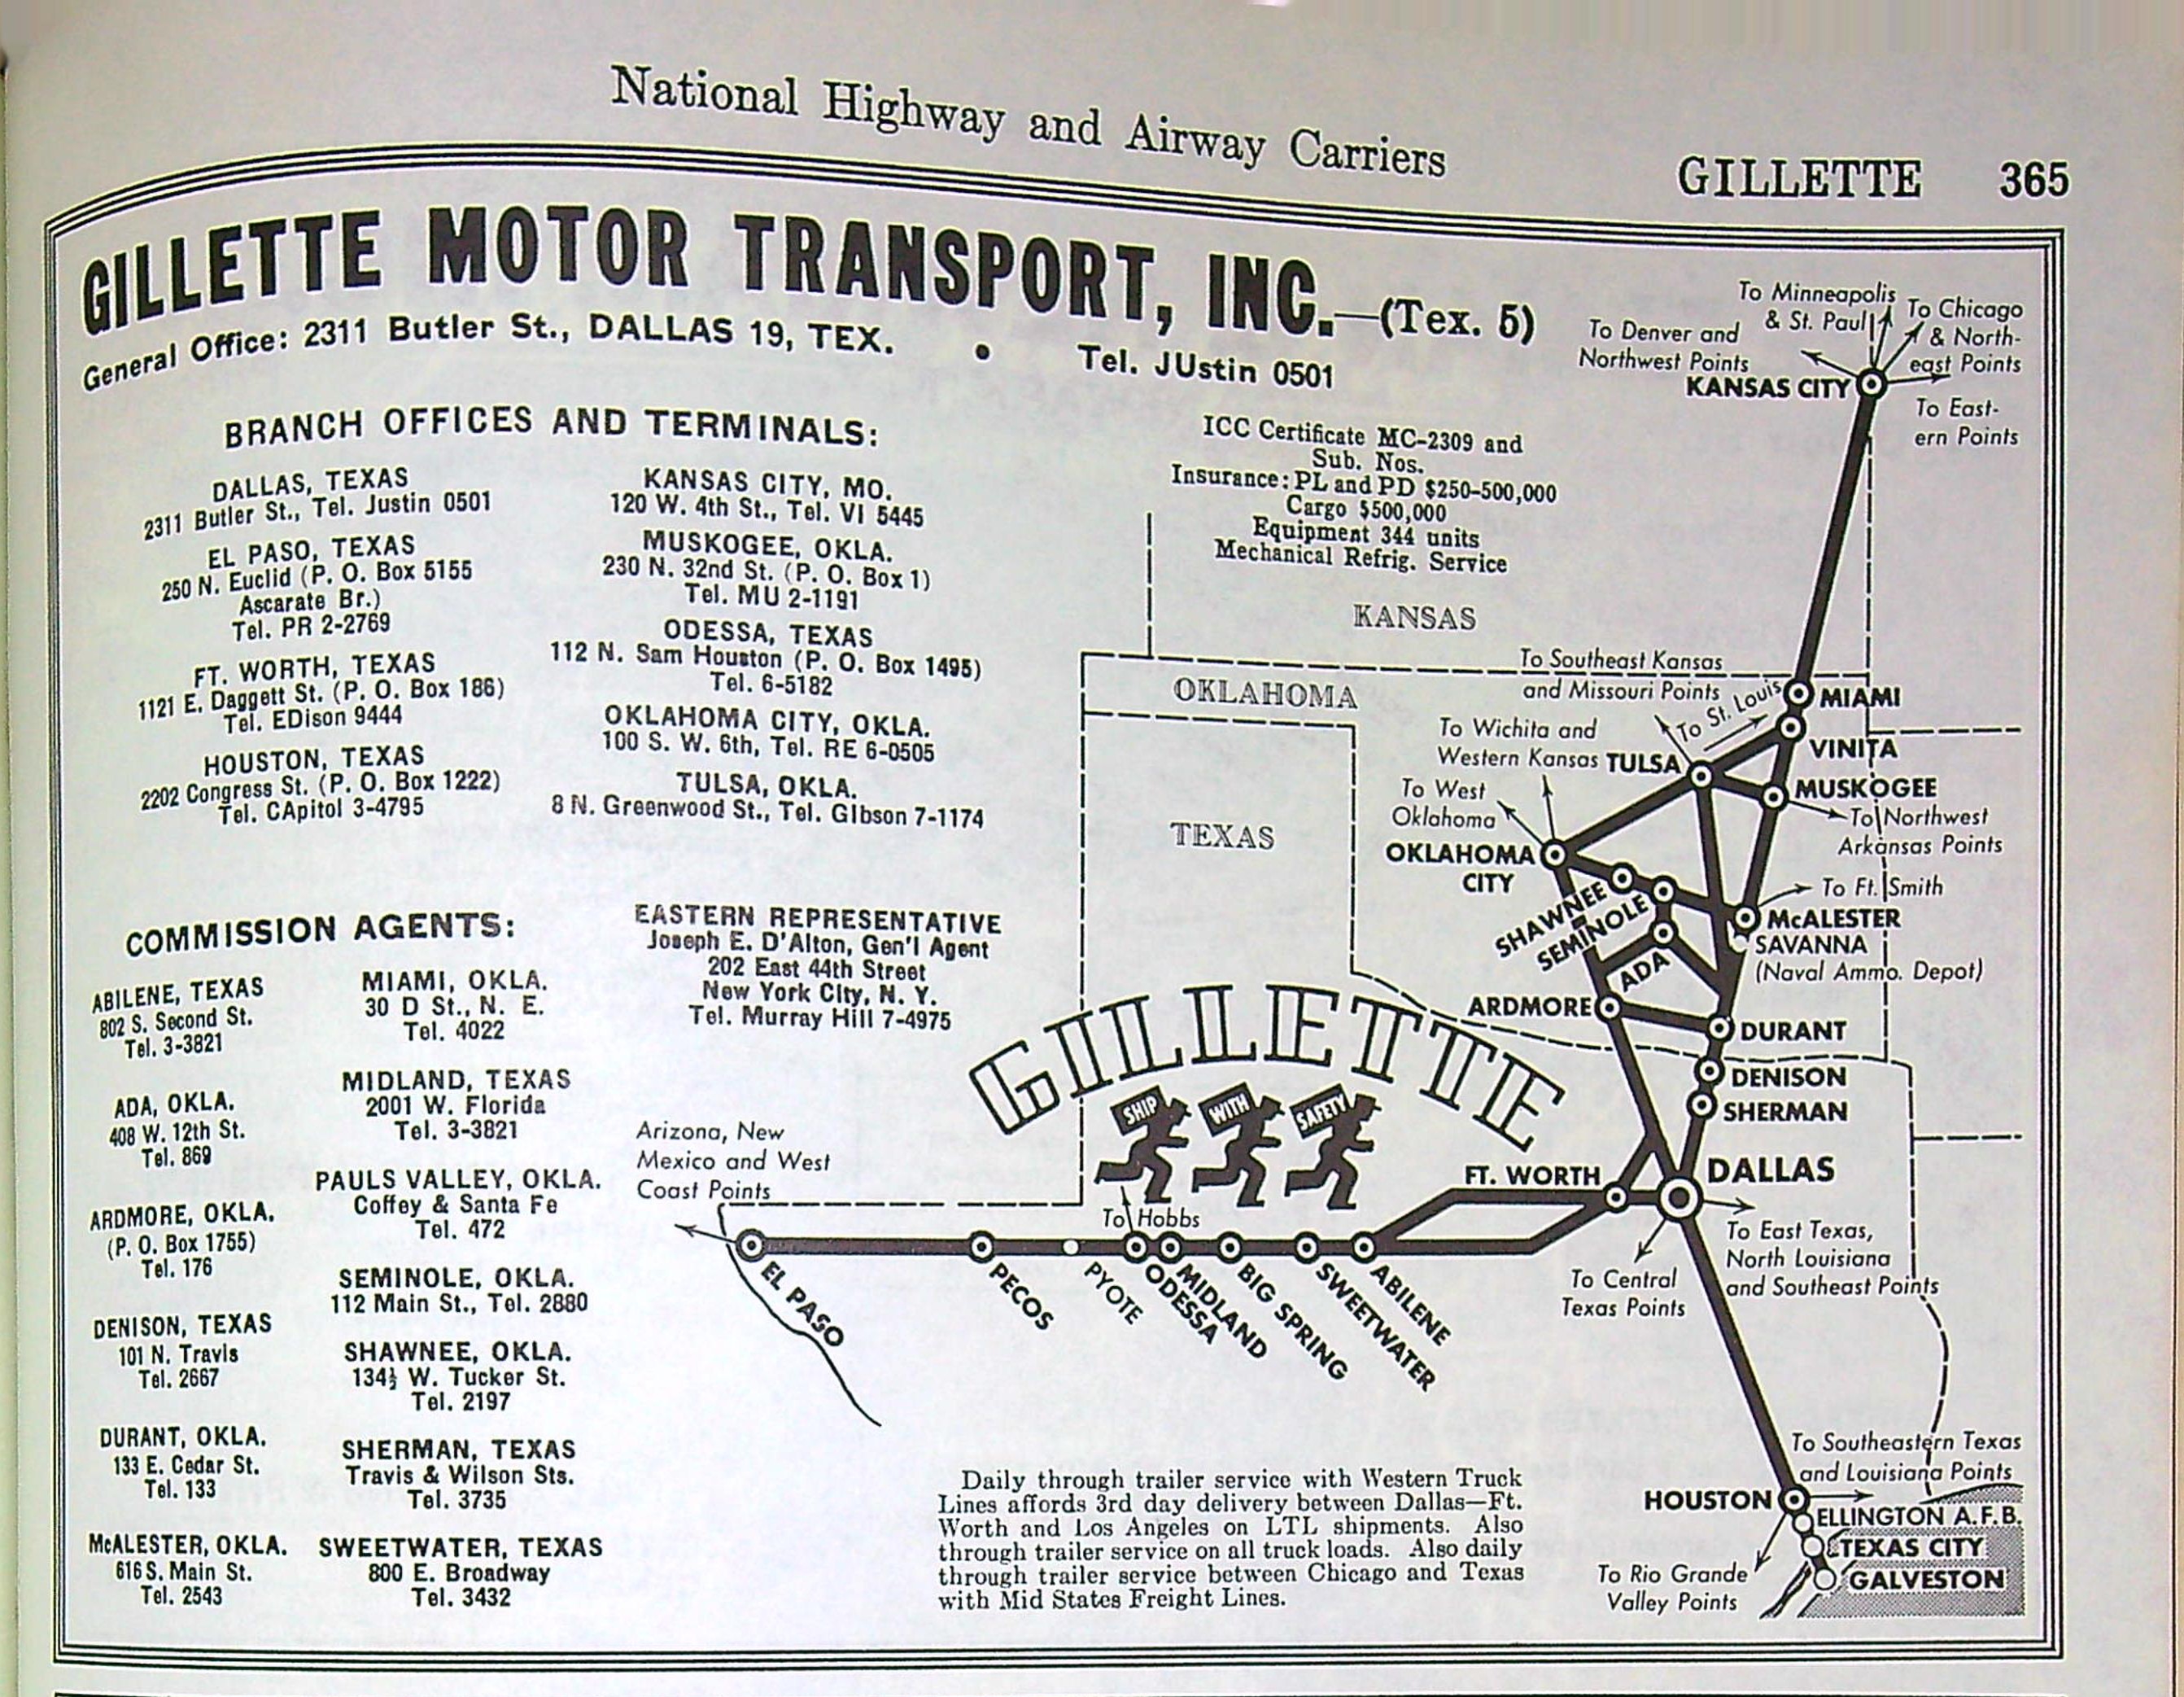 National Highway and Airway Carriers
GILLETTE 365
GILLETTE MOTOR TRANSPORT, INC.—(Tex. 5)
General Office: 2311 Butler St., DALLAS 19, TEX. • Tel. JUstin 0501
BRANCH OFFICES AND TERMINALS:
DALLAS, TEXAS
2311 Butler St., Tel. Justin 0501
EL PASO, TEXAS
250 N. Euclid (P. O. Box 5155
Ascarate Br.)
Tel. PR 2-2769
FT. WORTH, TEXAS
1121 E. Daggett St. (P. O. Box 186)
Tel. EDison 9444
HOUSTON, TEXAS
2202 Congress St. (P. O. Box 1222)
Tel. CApitol 3-4795
KANSAS CITY, MO.
120 W. 4th St., Tel. VI 5445
MUSKOGEE, OKLA.
230 N. 32nd St. (P. O. Box 1)
Tel. MU 2-1191
ODESSA, TEXAS
112 N. Sam Houston (P. O. Box 1495)
Tel. 6-5182
OKLAHOMA CITY, OKLA.
100 S. W. 6th, Tel. RE 6-0505
TULSA, OKLA.
8 N. Greenwood St., Tel. GIbson 7-1174
COMMISSION AGENTS:
ABILENE, TEXAS
802 S. Second St.
Tel. 3-3821
ADA, OKLA.
408 W. 12th St.
Tel. 869
ARDMORE, OKLA.
(P. O. Box 1755)
Tel. 176
DENISON, TEXAS
101 N. Travis
Tel. 2667
DURANT, OKLA.
133 E. Cedar St.
Tel. 133
McALESTER, OKLA.
616 S. Main St.
Tel. 2543
MIAMI, OKLA.
30 D St., N. E.
Tel. 4022
MIDLAND, TEXAS
2001 W. Florida
Tel. 3-3821
PAULS VALLEY, OKLA.
Coffey & Santa Fe
Tel. 472
SEMINOLE, OKLA.
112 Main St., Tel. 2880
SHAWNEE, OKLA.
134½ W. Tucker St.
Tel. 2197
SHERMAN, TEXAS
Travis & Wilson Sts.
Tel. 3735
SWEETWATER, TEXAS
800 E. Broadway
Tel. 3432
EASTERN REPRESENTATIVE
Joseph E. D'Alton, Gen'l Agent
202 East 44th Street
New York City, N. Y.
Tel. Murray Hill 7-4975
ICC Certificate MC-2309 and
Sub. Nos.
Insurance: PL and PD $250-500,000
Cargo $500,000
Equipment 344 units
Mechanical Refrig. Service
To Minneapolis
& St. Paul
To Chicago
& North-
east Points
To Denver and
Northwest Points
KANSAS CITY
To East-
ern Points
KANSAS
To Southeast Kansas
and Missouri Points
OKLAHOMA
To St. Louis
MIAMI
VINITA
To Wichita and
Western Kansas
TULSA
MUSKOGEE
To West
Oklahoma
To Northwest
Arkansas Points
TEXAS
OKLAHOMA
CITY
To Ft. Smith
SHAWNEE
SEMINOLE
McALESTER
SAVANNA
(Naval Ammo. Depot)
ADA
ARDMORE
DURANT
DENISON
SHERMAN
GILLETTE
SHIP
WITH
SAFETY
Arizona, New
Mexico and West
Coast Points
FT. WORTH
DALLAS
To Hobbs
To East Texas,
North Louisiana
and Southeast Points
To Central
Texas Points
EL PASO
PECOS
PYOTE
ODESSA
MIDLAND
BIG SPRING
SWEETWATER
ABILENE
To Southeastern Texas
and Louisiana Points
HOUSTON
ELLINGTON A.F.B.
TEXAS CITY
GALVESTON
To Rio Grande
Valley Points
Daily through trailer service with Western Truck
Lines affords 3rd day delivery between Dallas—Ft.
Worth and Los Angeles on LTL shipments. Also
through trailer service on all truck loads. Also daily
through trailer service between Chicago and Texas
with Mid States Freight Lines.